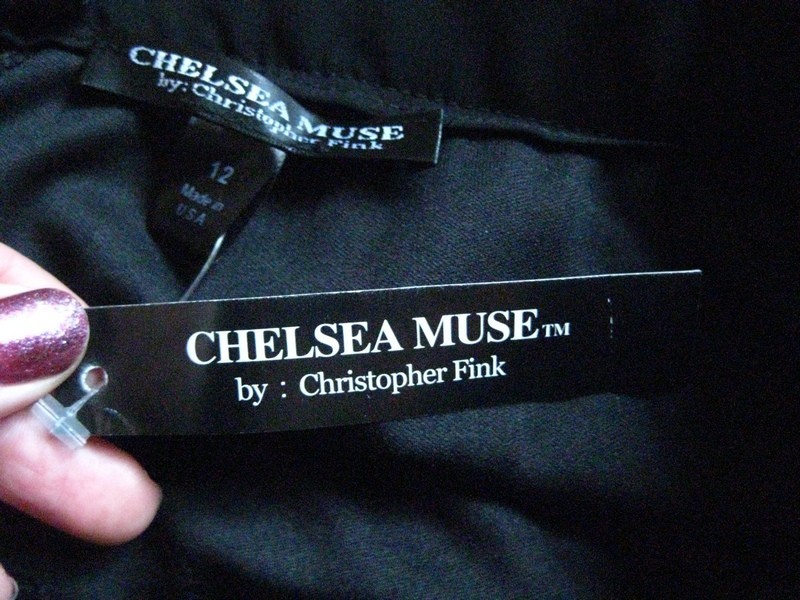 CHELSEA MUSE
by: Christopher Fink
12
Made in
USA
CHELSEA MUSE™
by : Christopher Fink